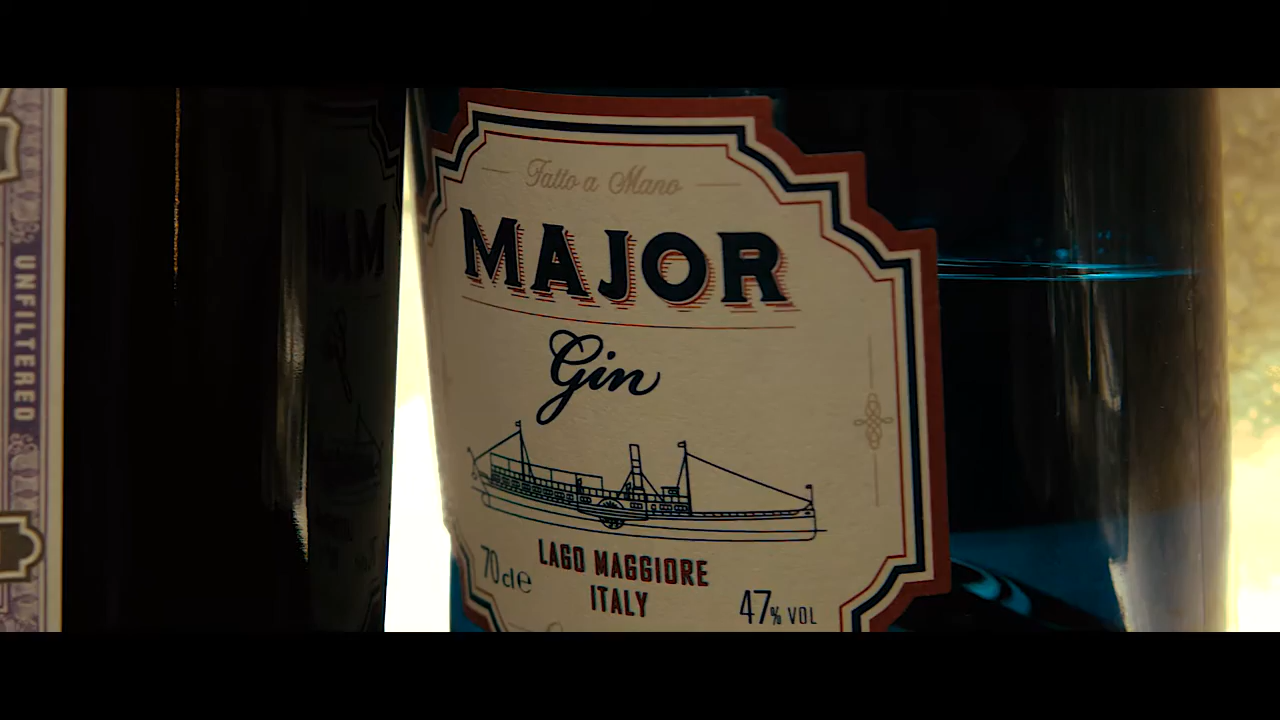 UNFILTERED
Fatto a Mano
MAJOR
Gin
70cl e
LAGO MAGGIORE
ITALY
47% VOL